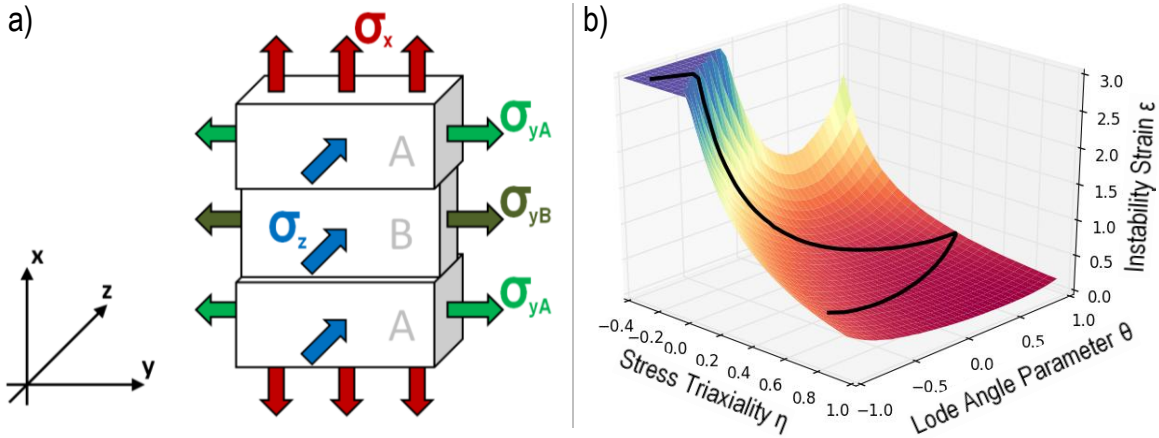 a)
σx
A
σyA
σz
B
σyB
A
σyA
x
z
y
b)
3.0
2.5
2.0
1.5
1.0
0.5
0.0
Instability Strain ε
−0.4
−0.2
0.0
0.2
0.4
0.6
0.8
1.0
Stress Triaxiality η
−1.0
−0.5
0.0
0.5
1.0
Lode Angle Parameter θ